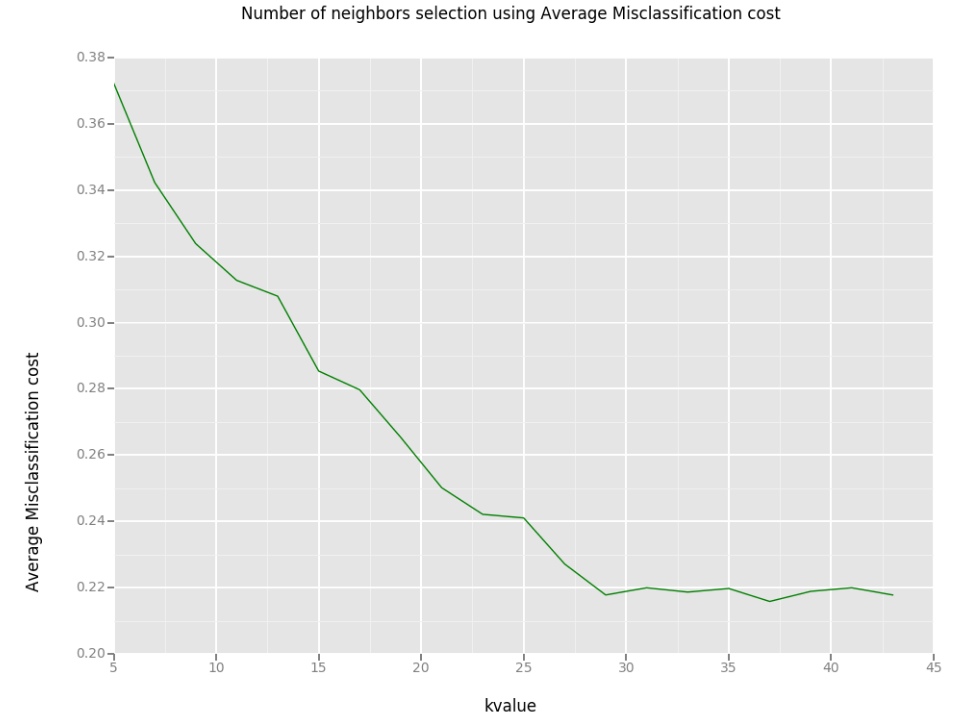 Number of neighbors selection using Average Misclassification cost
0.38
0.36
0.34
0.32
0.30
0.28
0.26
0.24
0.22
0.20
Average Misclassification cost
5 10 15 20 25 30 35 40 45
kvalue